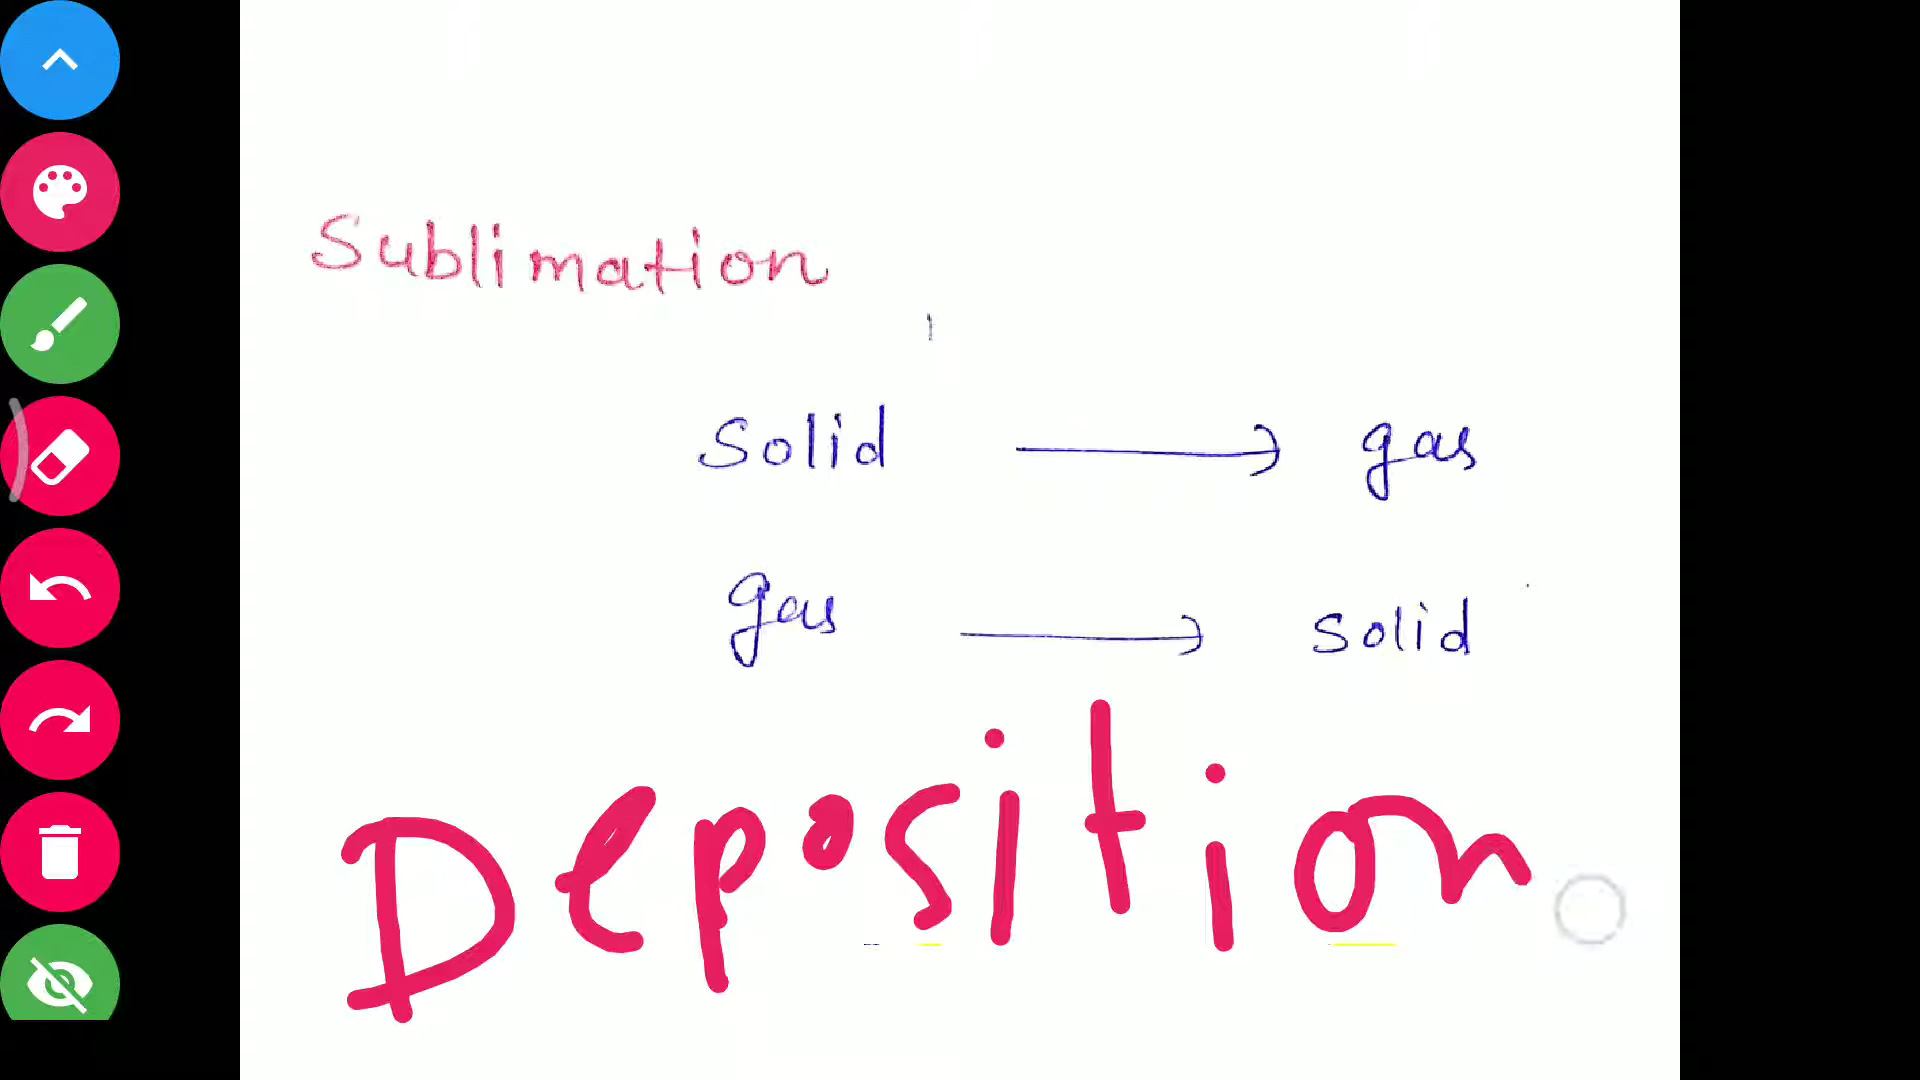 Sublimation
Solid → gas
gas → solid
Deposition